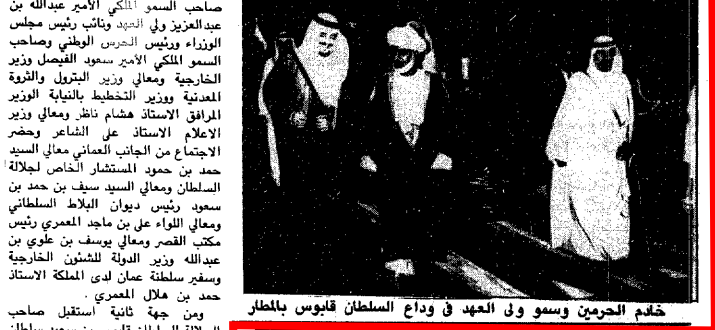 صاحب السمو الملكي الأمير عبدالله بن
عبدالعزيز ولي العهد ونائب رئيس مجلس
الوزراء ورئيس الحرس الوطني وصاحب
السمو الملكي الأمير سعود الفيصل وزير
الخارجية ومعالي وزير البترول والثروة
المعدنية ووزير التخطيط بالنيابة الوزير
المرافق الاستاذ هشام ناظر ومعالي وزير
الاعلام الاستاذ علي الشاعر وحضر
الاجتماع من الجانب العماني معالي السيد
حمد بن حمود المستشار الخاص لجلالة
السلطان ومعالي السيد سيف بن حمد بن
سعود رئيس ديوان البلاط السلطاني
ومعالي اللواء علي بن ماجد المعمري رئيس
مكتب القصر ومعالي يوسف بن علوي بن
عبدالله وزير الدولة للشئون الخارجية
وسفير سلطنة عمان لدى المملكة الاستاذ
حمد بن هلال المعمري .
ومن جهة ثانية استقبل صاحب
خادم الحرمين وسمو ولى العهد في وداع السلطان قابوس بالمطار